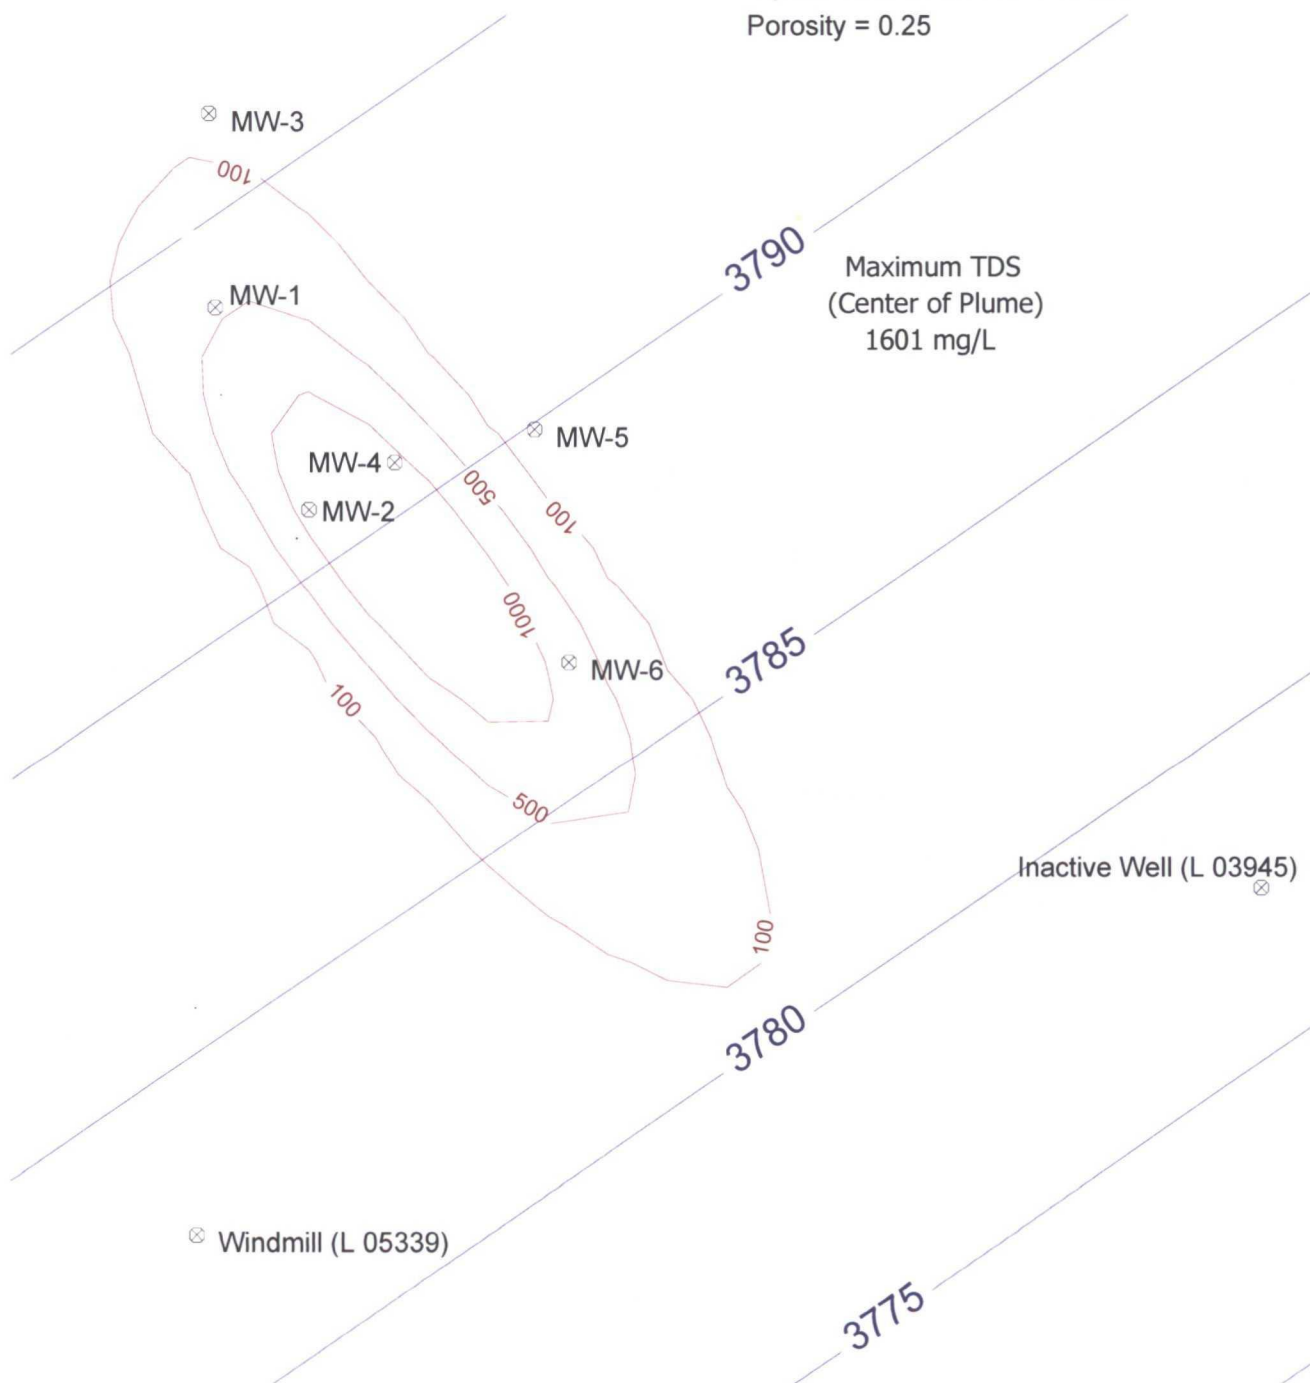 Porosity = 0.25
MW-3
100
3790
Maximum TDS
(Center of Plume)
1601 mg/L
MW-1
MW-5
MW-4
500
MW-2
100
1000
3785
MW-6
100
500
Inactive Well (L 03945)
100
3780
Windmill (L 05339)
3775